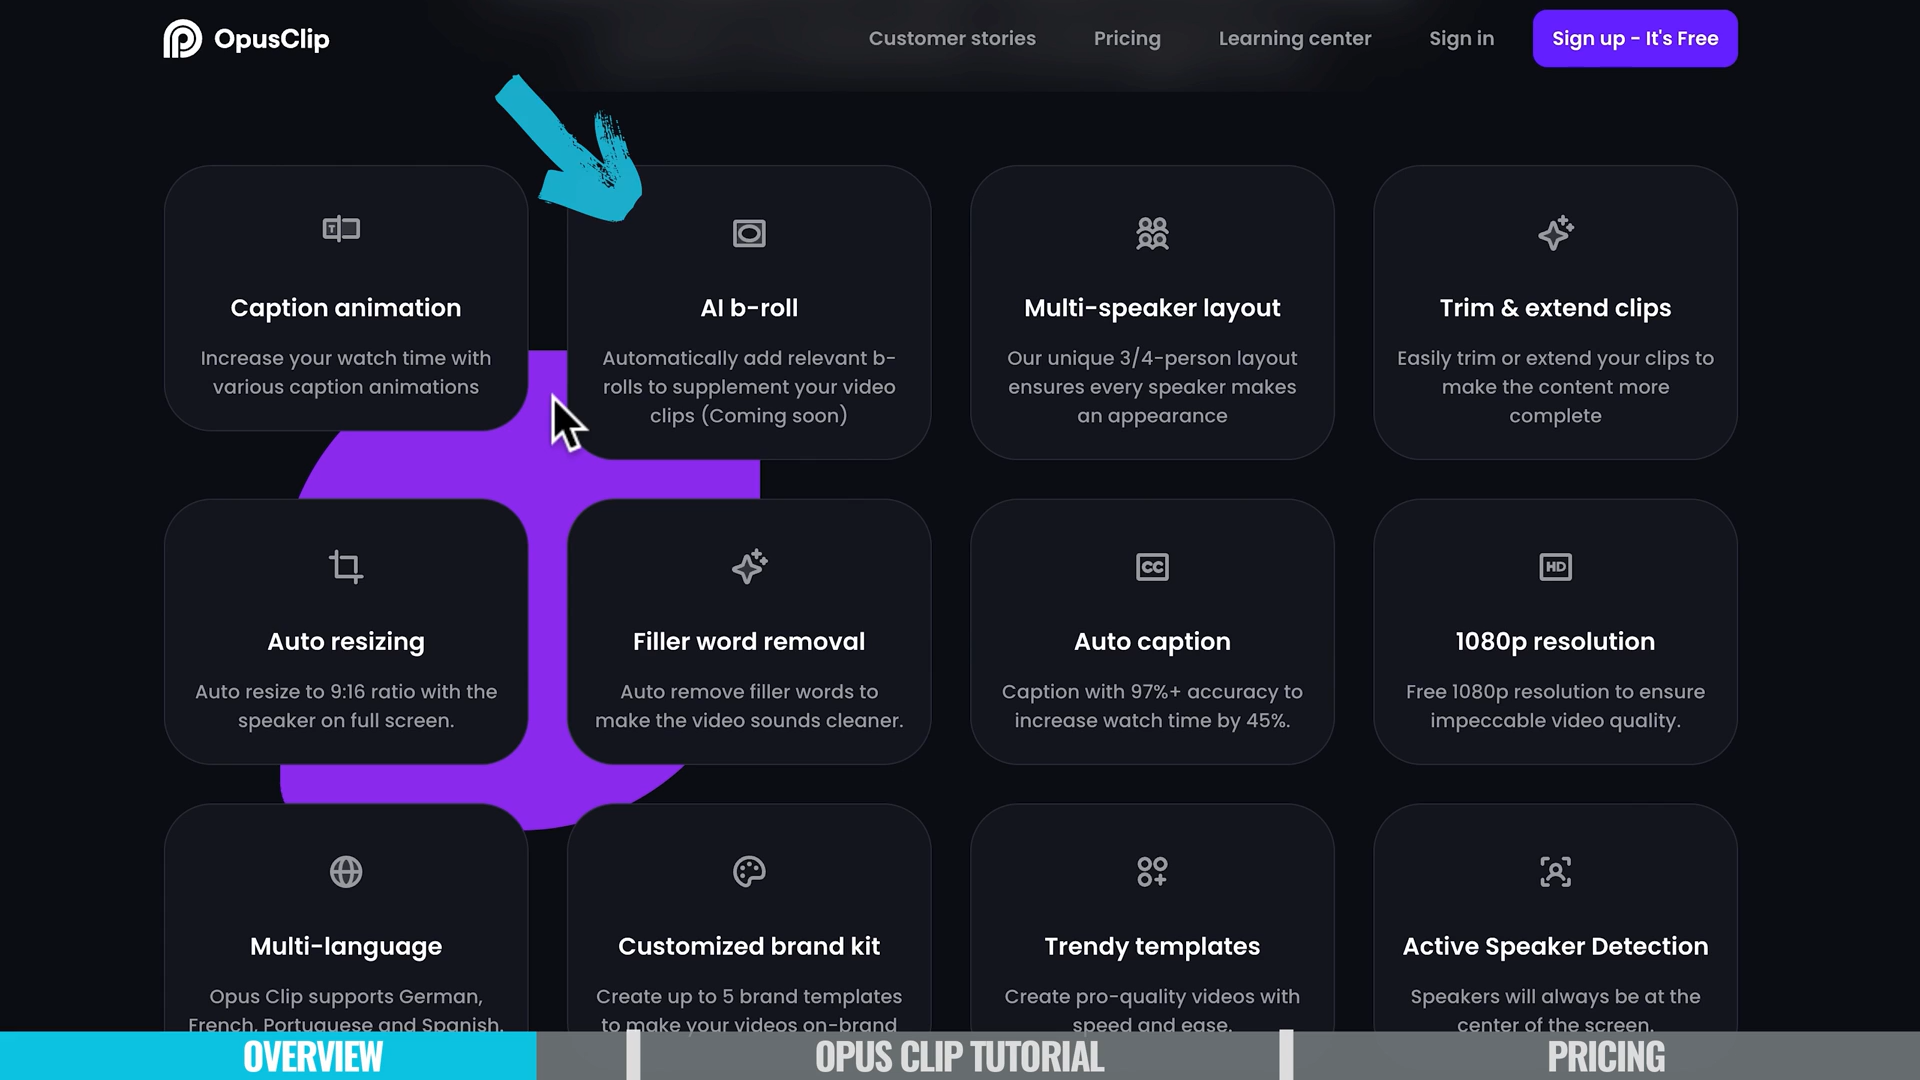 OpusClip
Customer stories
Pricing
Learning center
Sign in
Sign up - It's Free
Caption animation
Increase your watch time with
various caption animations
AI b-roll
Automatically add relevant b-
rolls to supplement your video
clips (Coming soon)
Multi-speaker layout
Our unique 3/4-person layout
ensures every speaker makes
an appearance
Trim & extend clips
Easily trim or extend your clips to
make the content more
complete
Auto resizing
Auto resize to 9:16 ratio with the
speaker on full screen.
Filler word removal
Auto remove filler words to
make the video sounds cleaner.
CC
Auto caption
Caption with 97%+ accuracy to
increase watch time by 45%.
HD
1080p resolution
Free 1080p resolution to ensure
impeccable video quality.
Multi-language
Opus Clip supports German,
French, Portuguese and Spanish.
Customized brand kit
Create up to 5 brand templates
to make your videos on-brand
Trendy templates
Create pro-quality videos with
speed and ease.
Active Speaker Detection
Speakers will always be at the
center of the screen.
OVERVIEW
OPUS CLIP TUTORIAL
PRICING